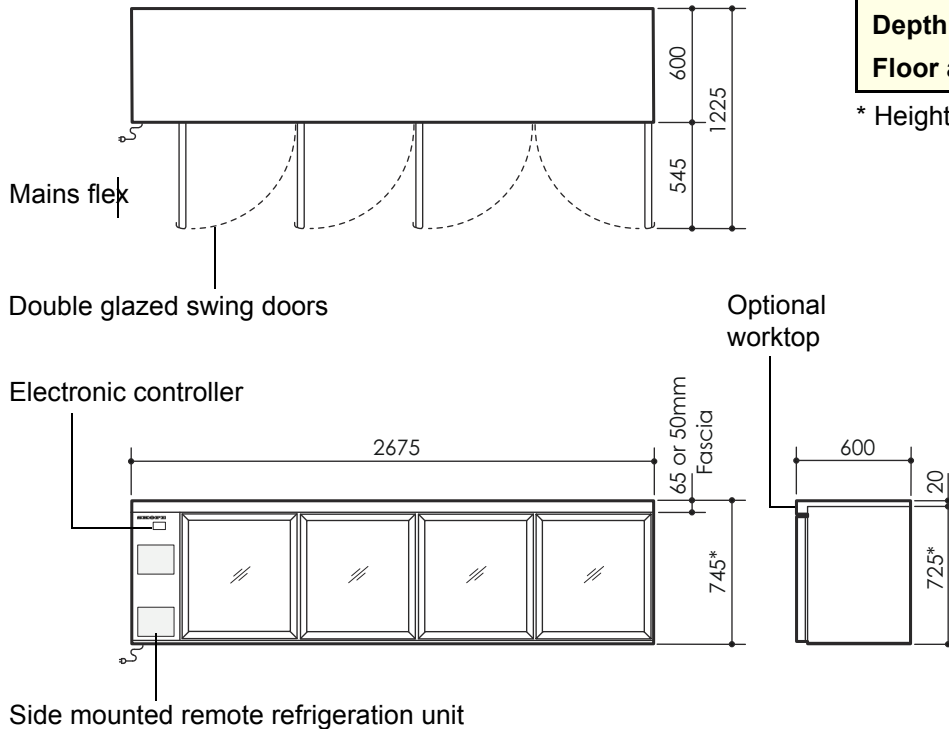 Depth
Floor
* Height
600
1225
545
Mains flex
Double glazed swing doors
Optional
worktop
Electronic controller
65 or 50mm
Fascia
2675
600
20
745*
725*
SKOPE
Side mounted remote refrigeration unit